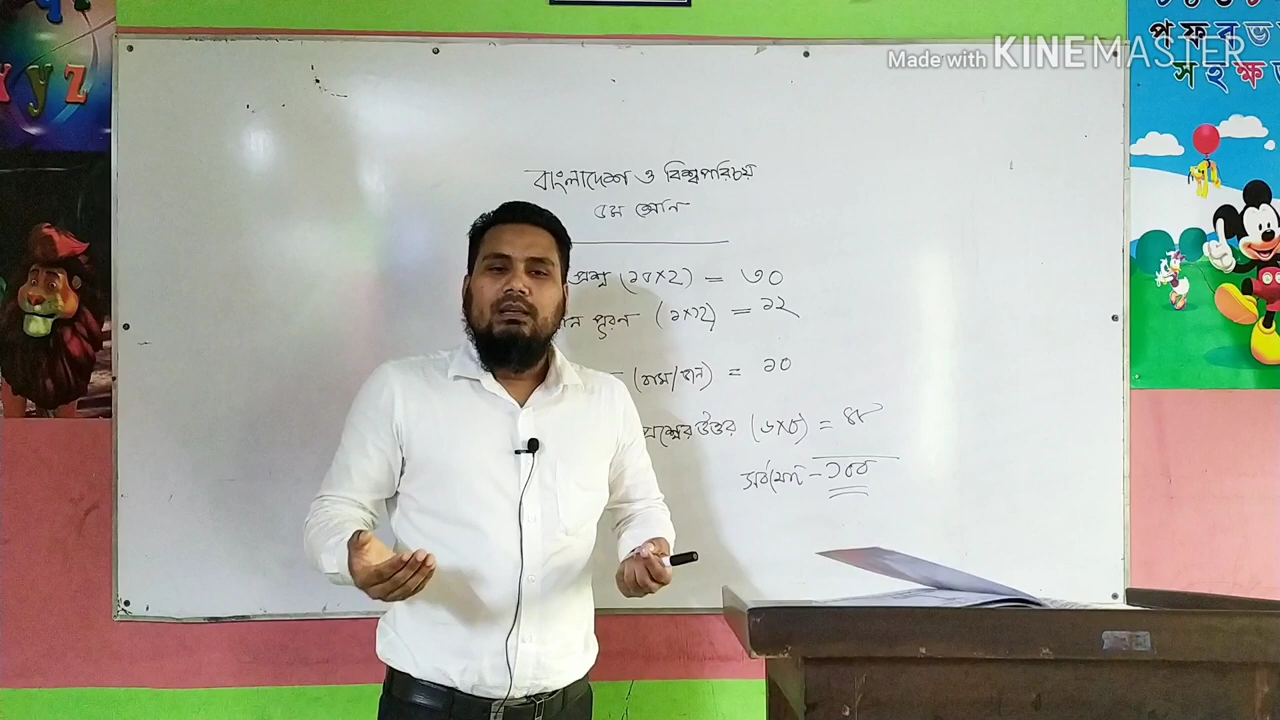 Made with KINEMASTER
প ফ ব ভ
স হ ক্ষ
x y z
বাংলাদেশ ও বিশ্বপরিচয়
৫ম শ্রেনি
প্রশ্ন (১৫×২) = ৩০
পূরন (১×১২) = ১২
= ১০
প্রশ্নের উত্তর (৬×৮) = ৪৮
সর্বমোট - ১০০